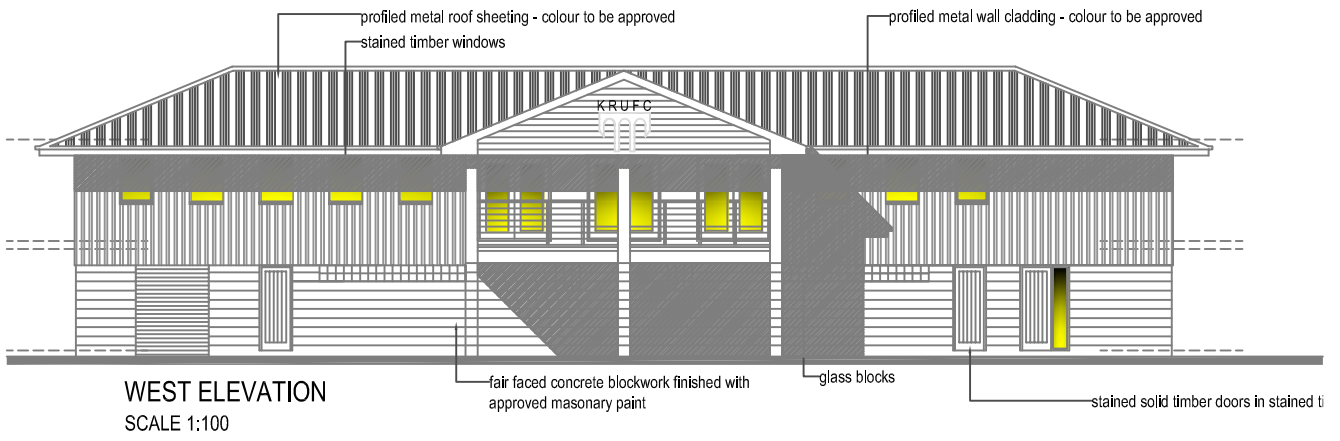 profiled metal roof sheeting - colour to be approved
profiled metal wall cladding - colour to be approved
stained timber windows
KRUFC
fair faced concrete blockwork finished with
approved masonary paint
glass blocks
stained solid timber doors in stained
WEST ELEVATION
SCALE 1:100